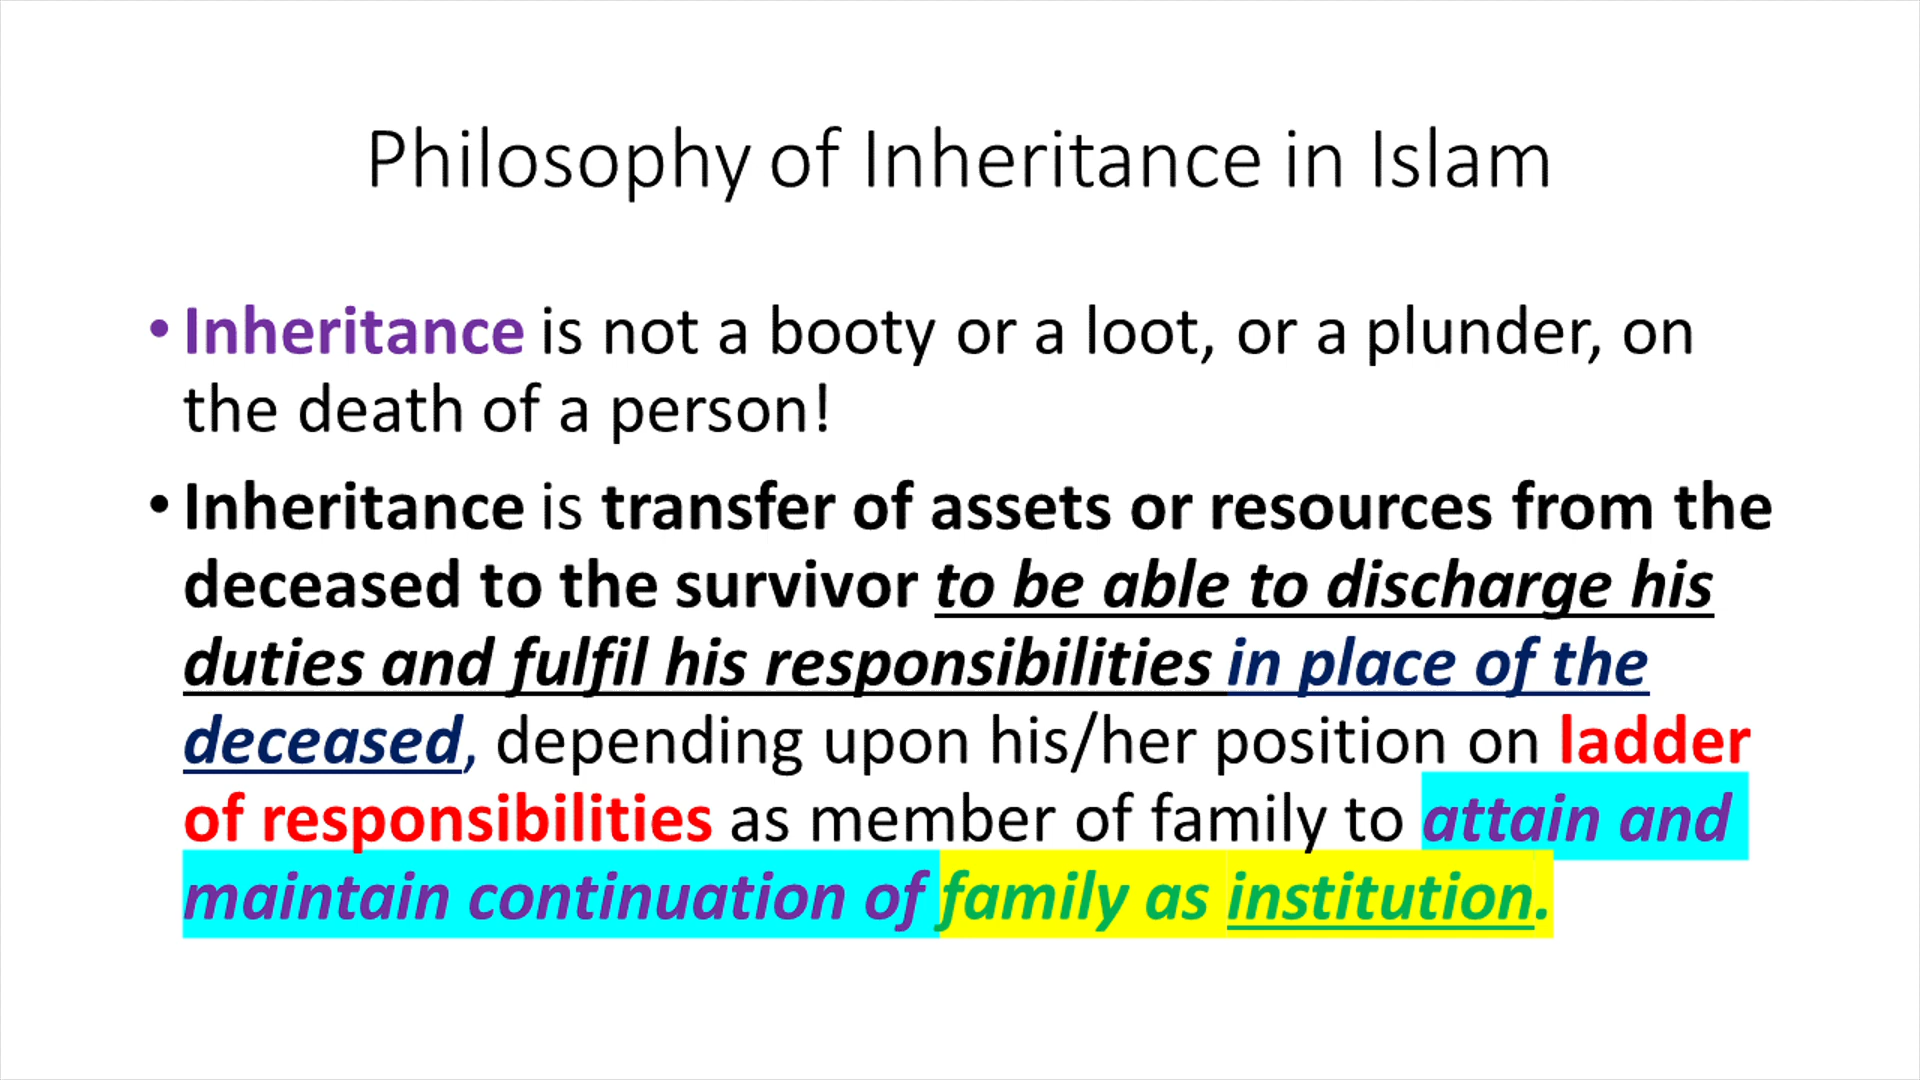 Philosophy of Inheritance in Islam
• Inheritance is not a booty or a loot, or a plunder, on
the death of a person!
• Inheritance is transfer of assets or resources from the
deceased to the survivor to be able to discharge his
duties and fulfil his responsibilities in place of the
deceased, depending upon his/her position on ladder
of responsibilities as member of family to attain and
maintain continuation of family as institution.